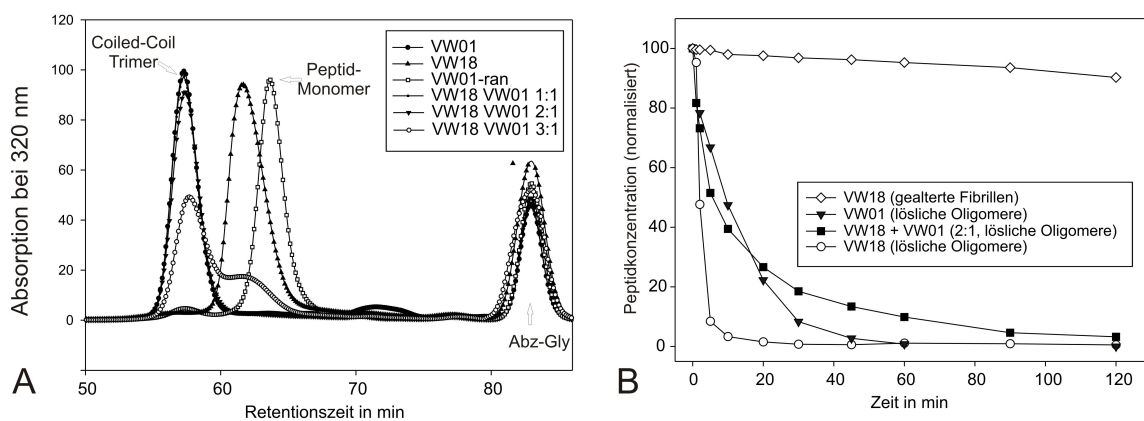 120
100
80
60
40
20
0
50
60
70
80
Absorption bei 320 nm
Retentionszeit in min
A
Coiled-Coil
Trimer
Peptid-
Monomer
Abz-Gly
VW01
VW18
VW01-ran
VW18 VW01 1:1
VW18 VW01 2:1
VW18 VW01 3:1
100
80
60
40
20
0
0
20
40
60
80
100
120
Peptidkonzentration (normalisiert)
Zeit in min
B
VW18 (gealterte Fibrillen)
VW01 (lösliche Oligomere)
VW18 + VW01 (2:1, lösliche Oligomere)
VW18 (lösliche Oligomere)